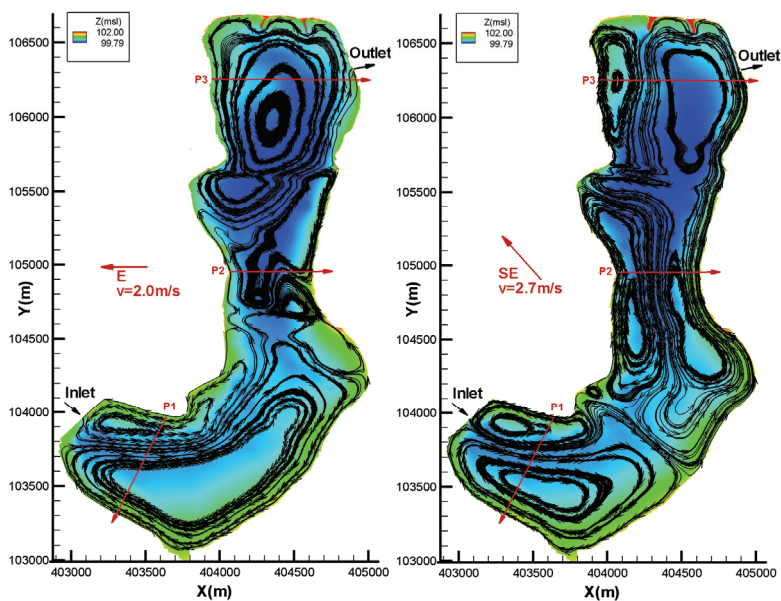 Z(msl)
102.00
99.79
106500
106000
105500
105000
104500
104000
103500
103000
Y(m)
403000
403500
404000
404500
405000
X(m)
Outlet
P3
P2
E
v=2.0m/s
Inlet
P1
Z(msl)
102.00
99.79
106500
106000
105500
105000
104500
104000
103500
103000
Y(m)
403000
403500
404000
404500
405000
X(m)
Outlet
P3
P2
SE
v=2.7m/s
Inlet
P1